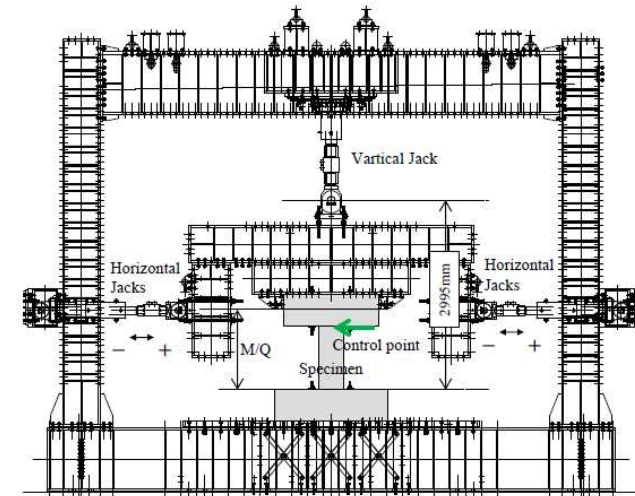 Vartical Jack
Horizontal
Jacks
Horizontal
Jacks
2995mm
− +
M/Q
Control point
− +
Specimen